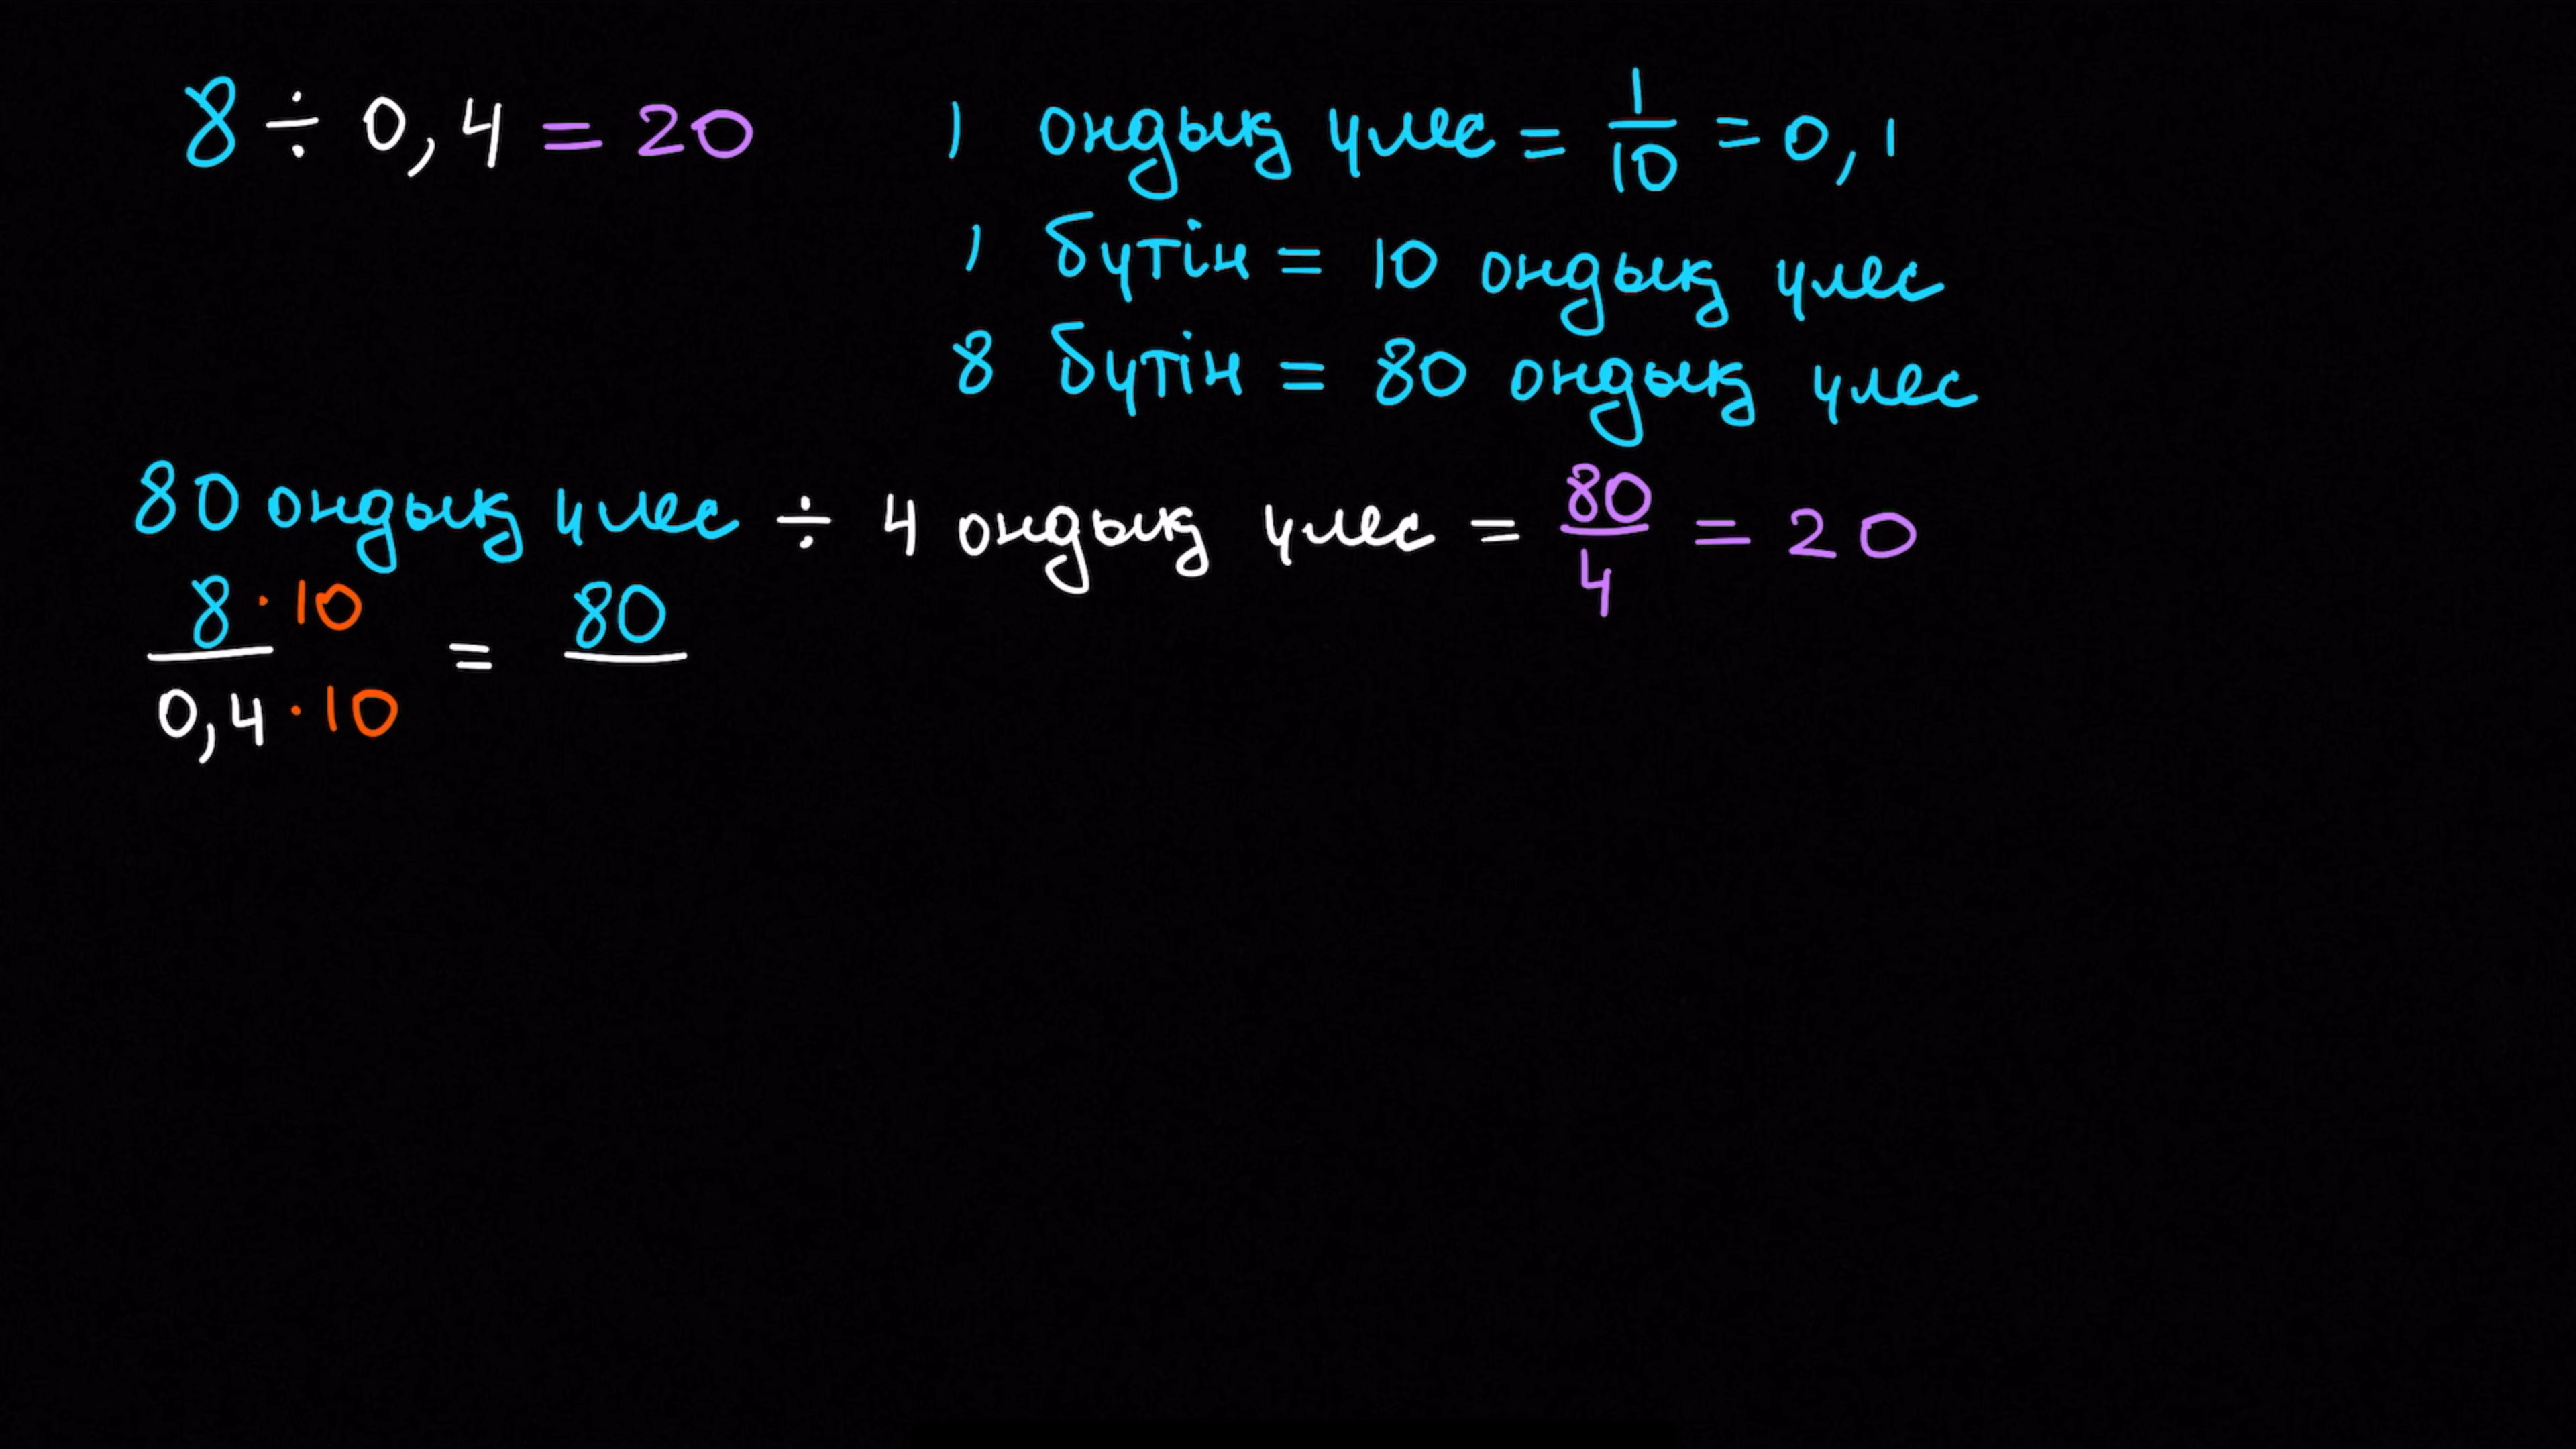 8 ÷ 0,4 = 20
1 ондық үлес = 1/10 = 0,1
1 бүтін = 10 ондық үлес
8 бүтін = 80 ондық үлес
80 ондық үлес ÷ 4 ондық үлес = 80/4 = 20
8 · 10 / 0,4 · 10 = 80 /